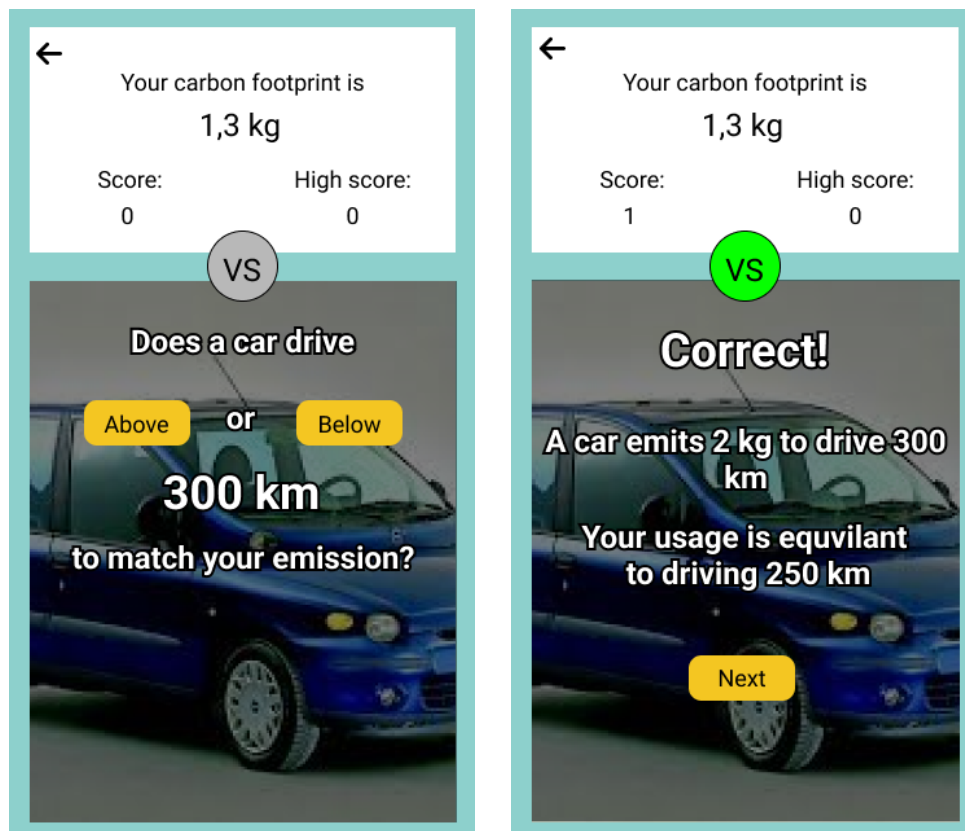 Your carbon footprint is
1,3 kg
Score:
High score:
0
0
VS
Does a car drive
Above
or
Below
300 km
to match your emission?
Your carbon footprint is
1,3 kg
Score:
High score:
1
0
VS
Correct!
A car emits 2 kg to drive 300
km
Your usage is equvilant
to driving 250 km
Next